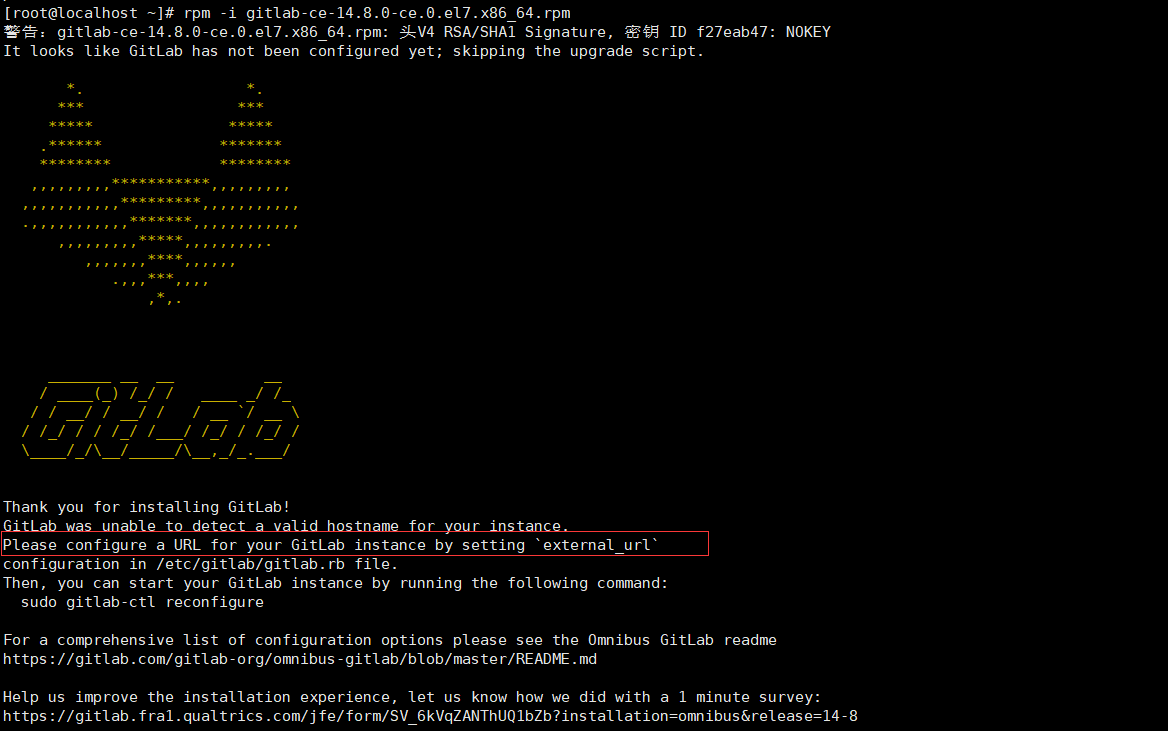 [root@localhost ~]# rpm -i gitlab-ce-14.8.0-ce.0.el7.x86_64.rpm
警告：gitlab-ce-14.8.0-ce.0.el7.x86_64.rpm: 头V4 RSA/SHA1 Signature, 密钥 ID f27eab47: NOKEY
It looks like GitLab has not been configured yet; skipping the upgrade script.
GitLab
Thank you for installing GitLab!
GitLab was unable to detect a valid hostname for your instance.
Please configure a URL for your GitLab instance by setting `external_url`
configuration in /etc/gitlab/gitlab.rb file.
Then, you can start your GitLab instance by running the following command:
sudo gitlab-ctl reconfigure
For a comprehensive list of configuration options please see the Omnibus GitLab readme
https://gitlab.com/gitlab-org/omnibus-gitlab/blob/master/README.md
Help us improve the installation experience, let us know how we did with a 1 minute survey:
https://gitlab.fra1.qualtrics.com/jfe/form/SV_6kVqZANThUQ1bZb?installation=omnibus&release=14-8